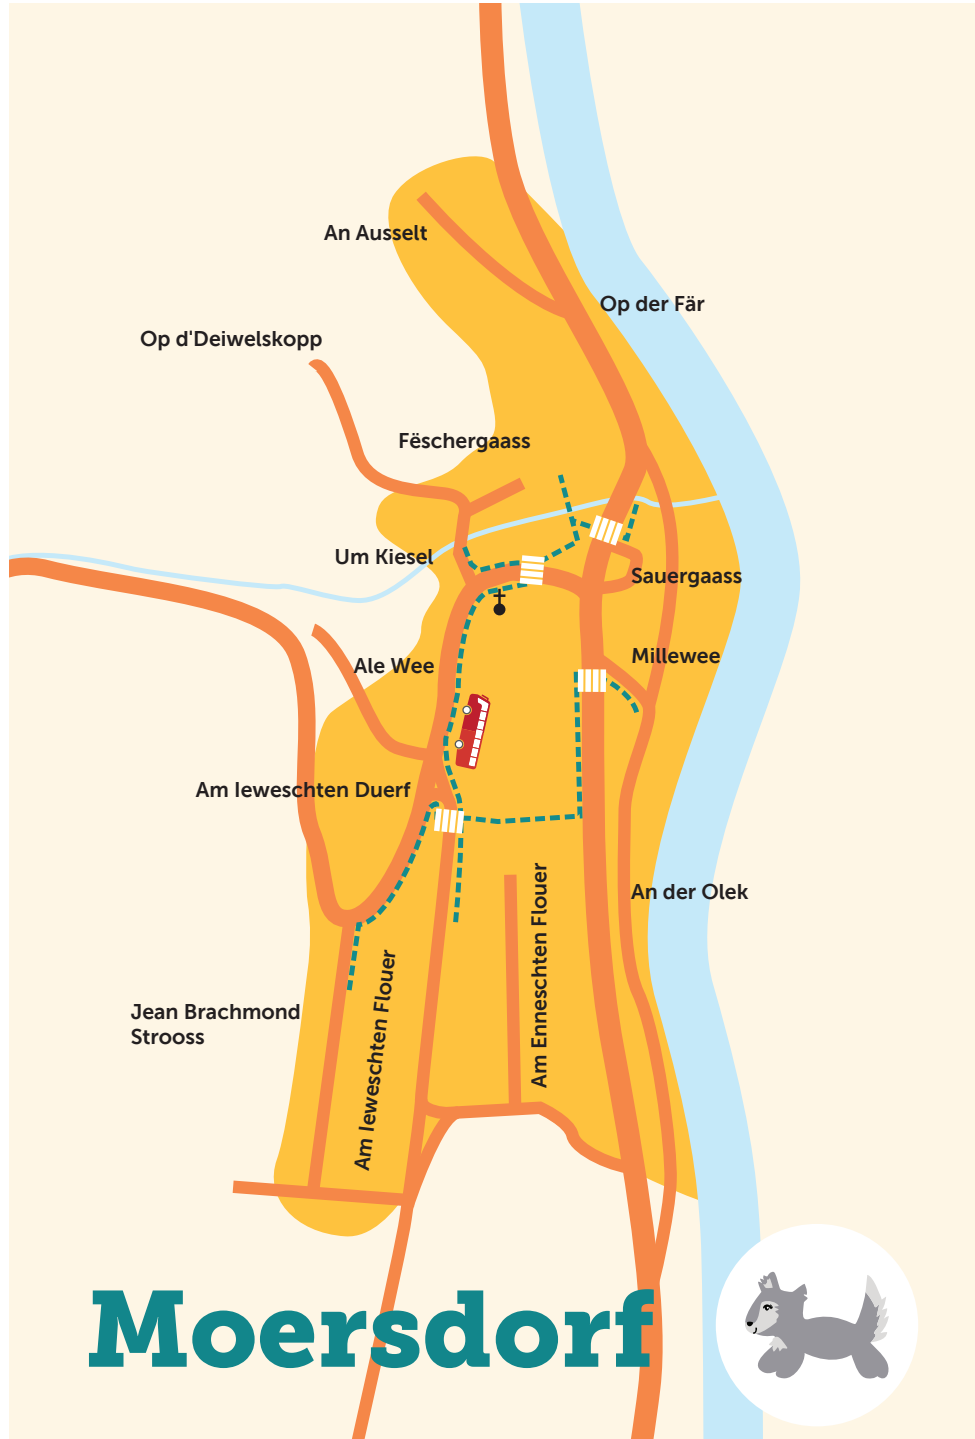 An Ausselt
Op der Fär
Op d'Deiwelskopp
Fëschergaass
Um Kiesel
Sauergaass
Millewee
Ale Wee
Am Ieweschten Duerf
An der Olek
Am Enneschten Flouer
Am Ieweschten Flouer
Jean Brachmond
Strooss
Moersdorf